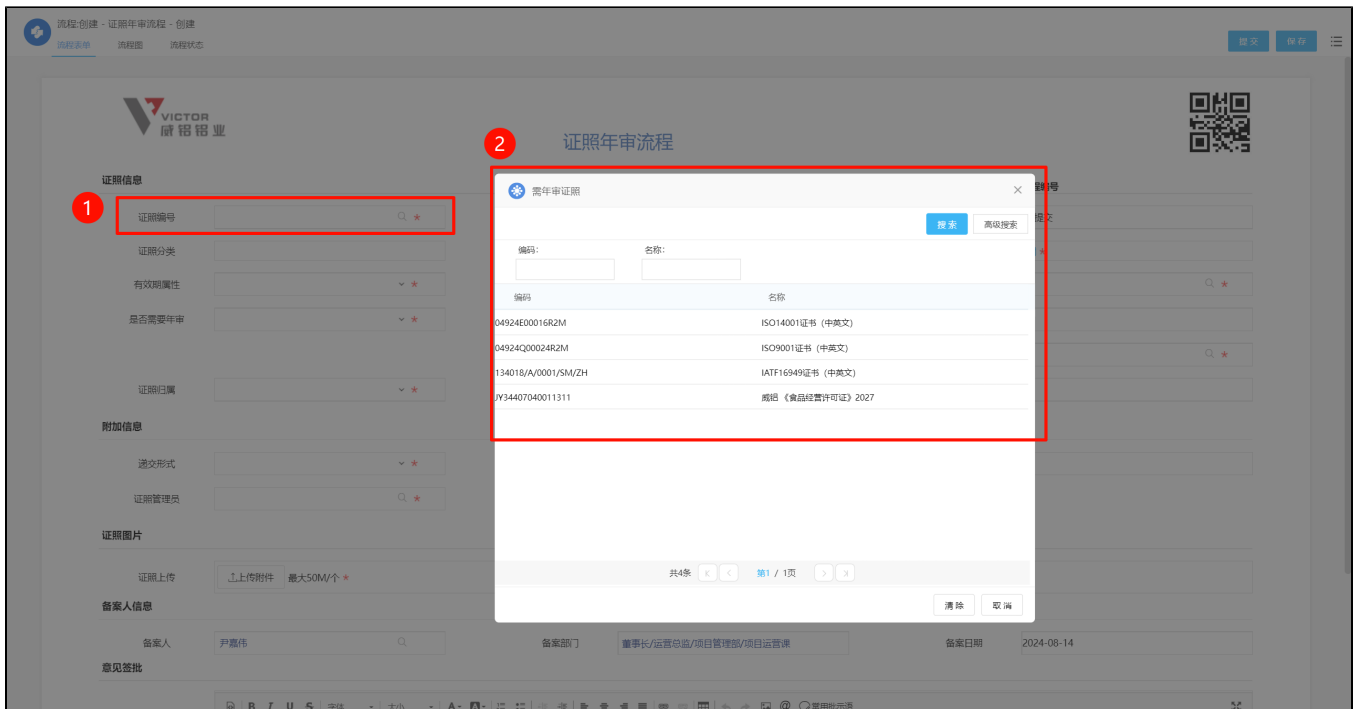 流程:创建 - 证照年审流程 - 创建
流程表单 流程图 流程状态
提交 保存
VICTOR
威铝铝业
证照年审流程
2
证照信息
需年审证照
1
证照编号
搜索 高级搜索
证照分类
编码: 名称:
有效期属性
编码 名称
是否需要年审
04924E00016R2M ISO14001证书 (中英文)
04924Q00024R2M ISO9001证书 (中英文)
134018/A/0001/SM/ZH IATF16949证书 (中英文)
证照归属
JY34407040011311 威铝 《食品经营许可证》2027
附加信息
递交形式
证照管理员
证照图片
共4条 第1 / 1页
证照上传 上传附件 最大50M/个
备案人信息
清除 取消
备案人 尹嘉伟 备案部门 董事长/运营总监/项目管理部/项目运营课 备案日期 2024-08-14
意见签批
B I U S 字体 大小 A A @ 常用批示语